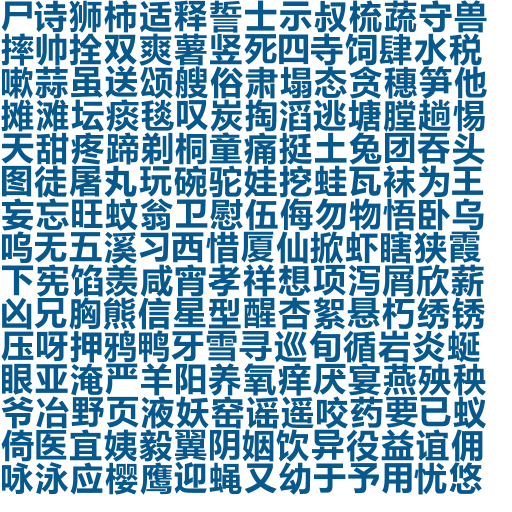 尸诗狮柿适释誓士示叔梳蔬守兽
摔帅拴双爽薯竖死四寺饲肆水税
嗽蒜虽送颂艘俗肃塌态贪穗笋他
摊滩坛痰毯叹炭掏滔逃塘膛趟惕
天甜疼蹄剃桐童痛挺土兔团吞头
图徒屠丸玩碗驼娃挖蛙瓦袜为王
妄忘旺蚊翁卫慰伍侮勿物悟卧乌
呜无五溪习西惜厦仙掀虾瞎狭霞
下宪馅羡咸宵孝祥想项泻屑欣薪
凶兄胸熊信星型醒杏絮悬朽绣锈
压呀押鸦鸭牙雪寻巡旬循岩炎蜒
眼亚淹严羊阳养氧痒厌宴燕殃秧
爷冶野页液妖窑谣遥咬药要已蚁
倚医宜姨毅翼阴姻饮异役益谊佣
咏泳应樱鹰迎蝇又幼于予用忧悠